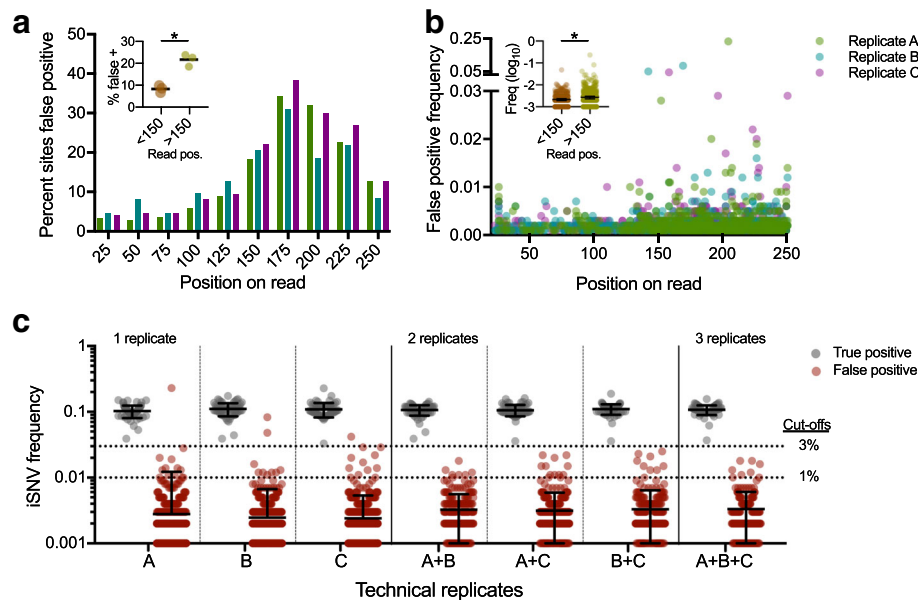 a
Percent sites false positive
50
40
30
20
10
0
25
50
75
100
125
150
175
200
225
250
Position on read
% false +
30
20
10
0
*
<150
>150
Read pos.
b
False positive frequency
0.25
0.05
0.03
0.02
0.01
0.00
50
100
150
200
250
Position on read
Freq (log10)
0
-1
-2
-3
*
<150
>150
Read pos.
Replicate A
Replicate B
Replicate C
c
1 replicate
2 replicates
3 replicates
iSNV frequency
1
0.1
0.01
0.001
A
B
C
A+B
A+C
B+C
A+B+C
Technical replicates
True positive
False positive
Cut-offs
3%
1%